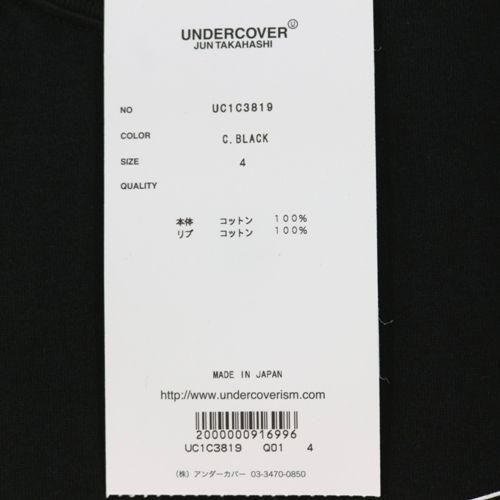 UNDERCOVER Ⓤ
JUN TAKAHASHI
NO UC1C3819
COLOR C.BLACK
SIZE 4
QUALITY
本体 コットン 100%
リブ コットン 100%
MADE IN JAPAN
http://www.undercoverism.com
2000000916996
UC1C3819 Q01 4
(株) アンダーカバー 03-3470-0850